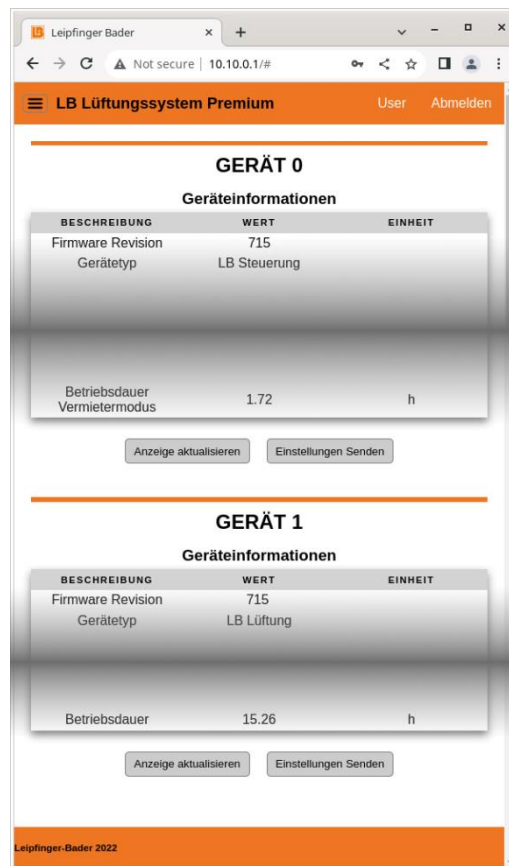 Leipfinger Bader
Not secure | 10.10.0.1/#
LB Lüftungssystem Premium User Abmelden
GERÄT 0
Geräteinformationen
BESCHREIBUNG WERT EINHEIT
Firmware Revision 715
Gerätetyp LB Steuerung
Betriebsdauer
Vermietermodus 1.72 h
Anzeige aktualisieren Einstellungen Senden
GERÄT 1
Geräteinformationen
BESCHREIBUNG WERT EINHEIT
Firmware Revision 715
Gerätetyp LB Lüftung
Betriebsdauer 15.26 h
Anzeige aktualisieren Einstellungen Senden
Leipfinger-Bader 2022